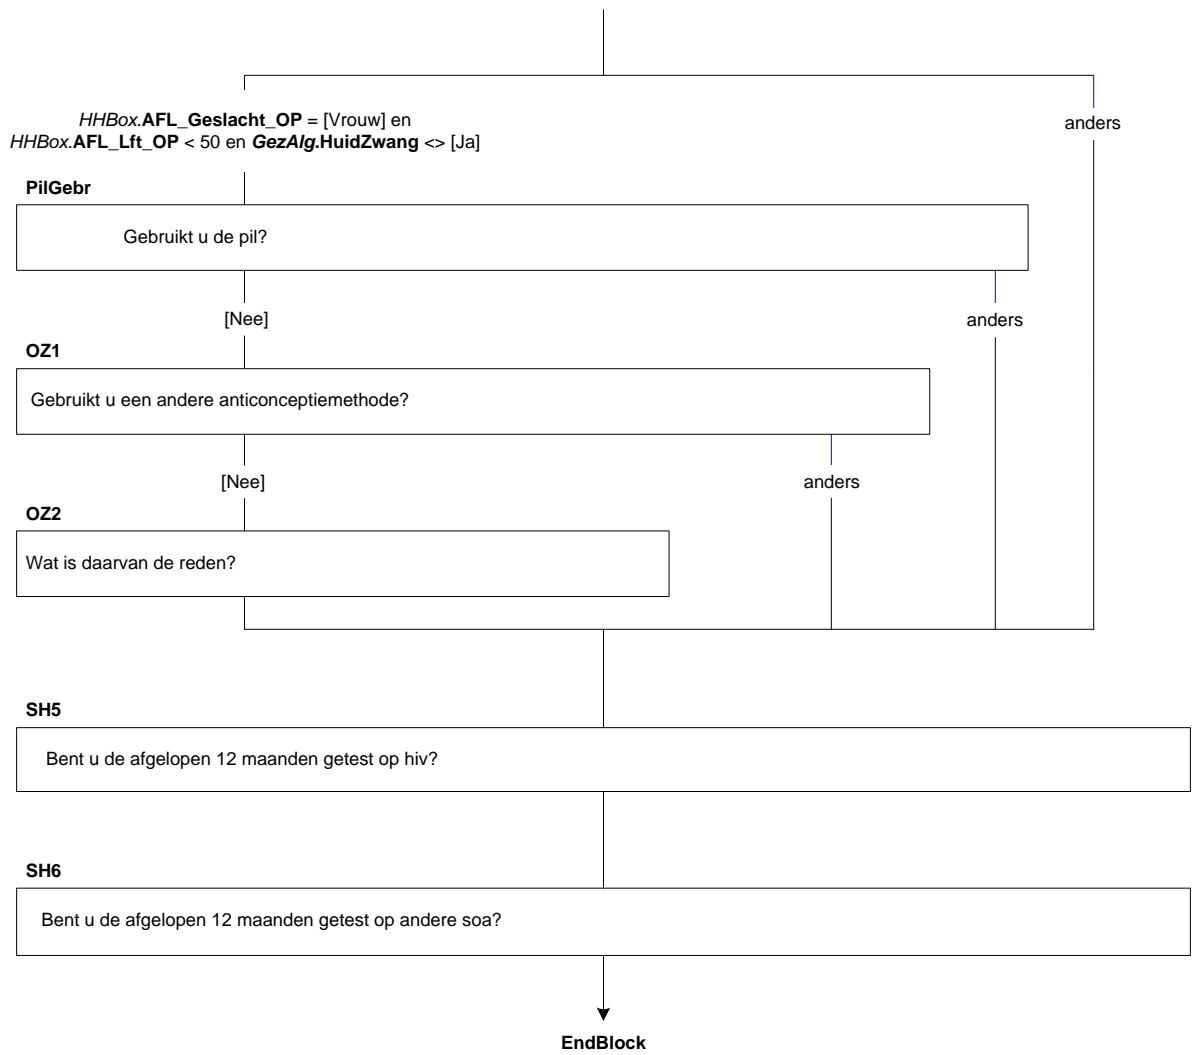 HHBox.AFL_Geslacht_OP = [Vrouw] en
HHBox.AFL_Lft_OP < 50 en GezAlg.HuidZwang <> [Ja]
anders
PilGebr
Gebruikt u de pil?
[Nee]
anders
OZ1
Gebruikt u een andere anticonceptiemethode?
[Nee]
anders
OZ2
Wat is daarvan de reden?
SH5
Bent u de afgelopen 12 maanden getest op hiv?
SH6
Bent u de afgelopen 12 maanden getest op andere soa?
EndBlock